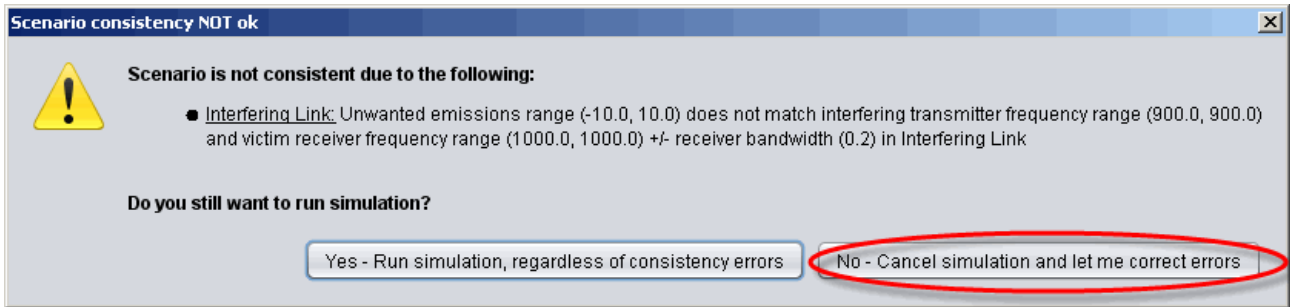 Scenario consistency NOT ok
Scenario is not consistent due to the following:
Interfering Link: Unwanted emissions range (-10.0, 10.0) does not match interfering transmitter frequency range (900.0, 900.0)
and victim receiver frequency range (1000.0, 1000.0) +/- receiver bandwidth (0.2) in Interfering Link
Do you still want to run simulation?
Yes - Run simulation, regardless of consistency errors
No - Cancel simulation and let me correct errors